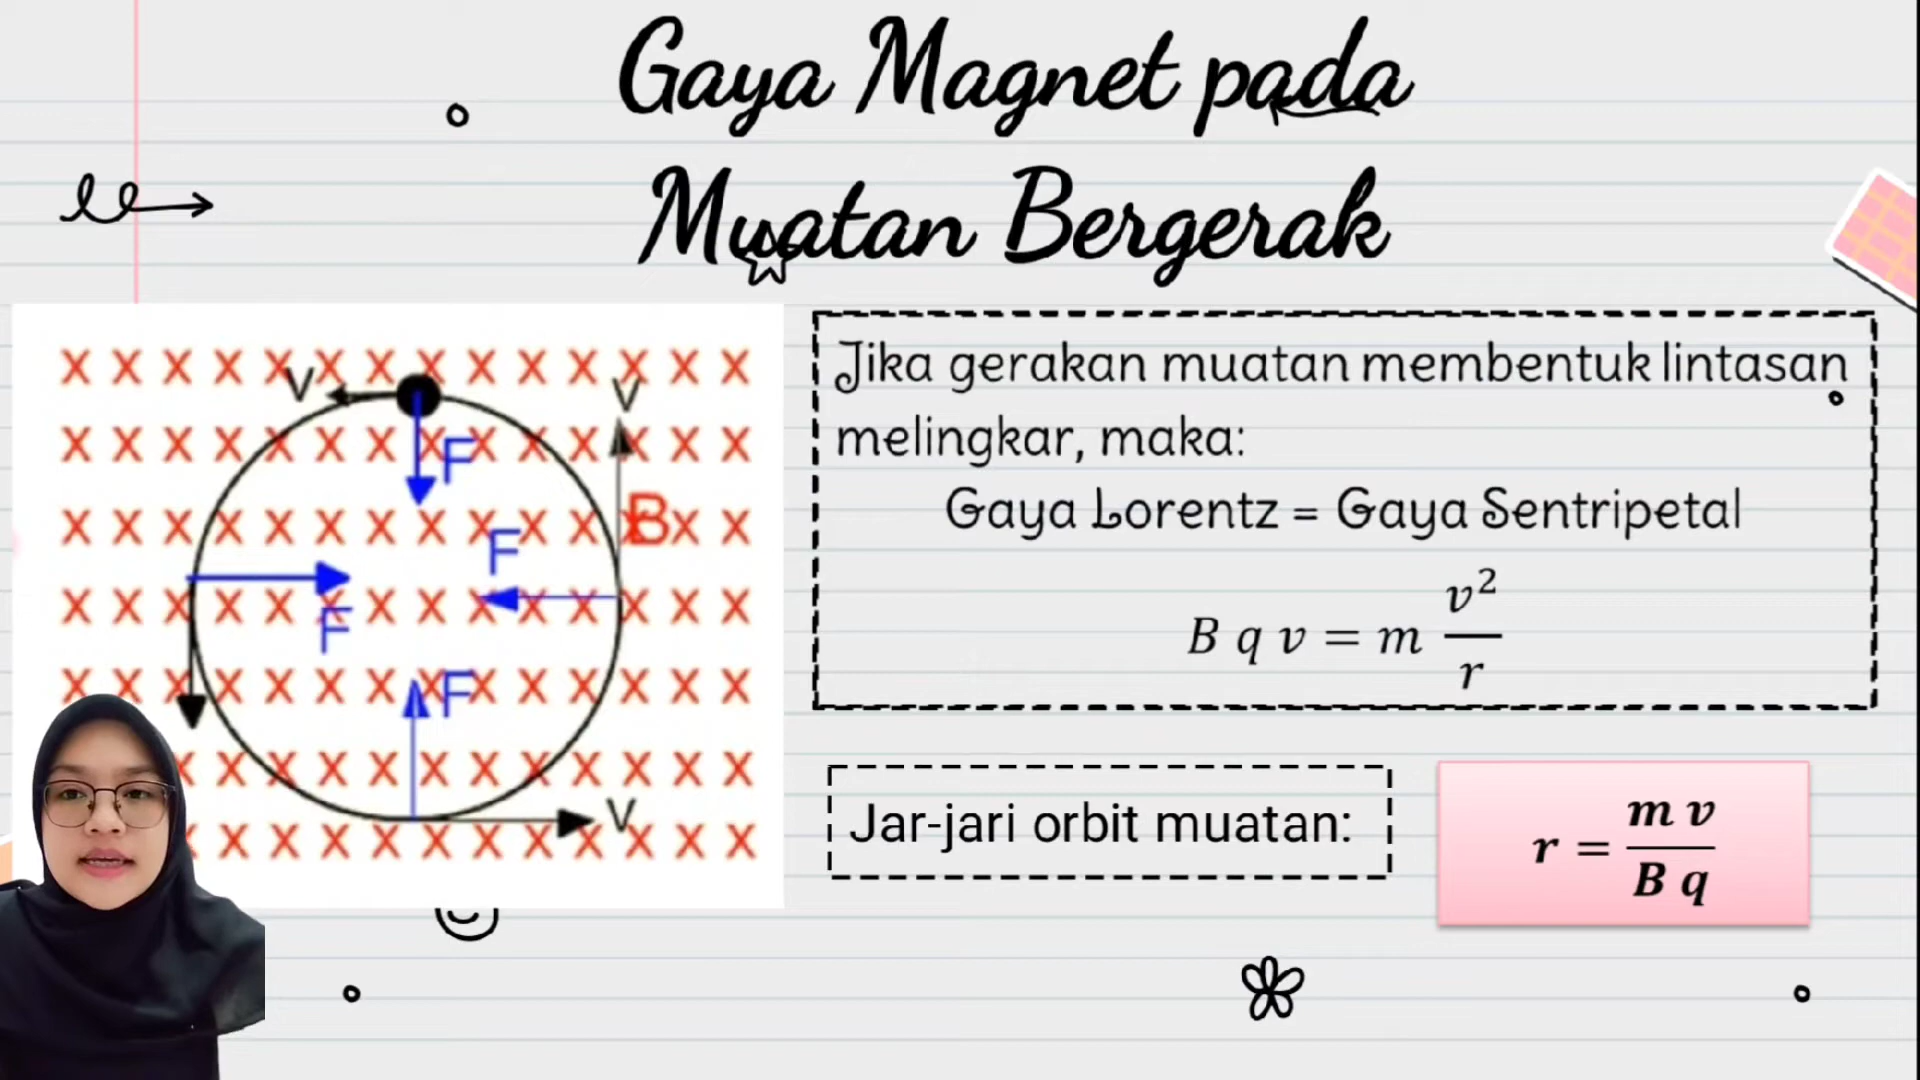 Gaya Magnet pada
Muatan Bergerak
X X X X X X X X X X X X X X
V
V
X X X X X X X X X X X X X X
F
X X X X X X X X X X X X X X
B
F
X X X X X X X X X X X X X X
F
X X X X X X X X X X X X X X
F
X X X X X X X X X X X X
V
X X X X X X X X X X X X
Jika gerakan muatan membentuk lintasan
melingkar, maka:
Gaya Lorentz = Gaya Sentripetal
B q v = m v²/r
Jar-jari orbit muatan:
r = m v / B q